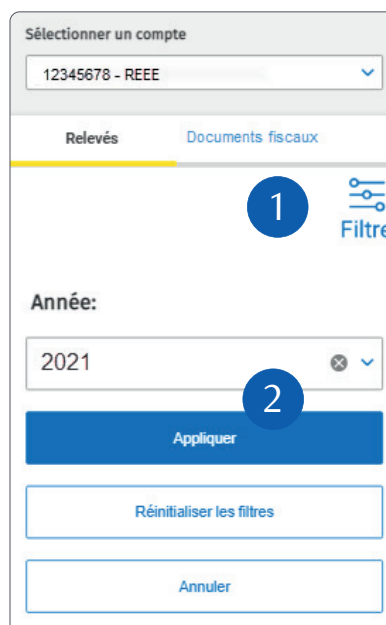 Sélectionner un compte
12345678 - REEE
Relevés Documents fiscaux
1
Filtre
Année:
2021
2
Appliquer
Réinitialiser les filtres
Annuler